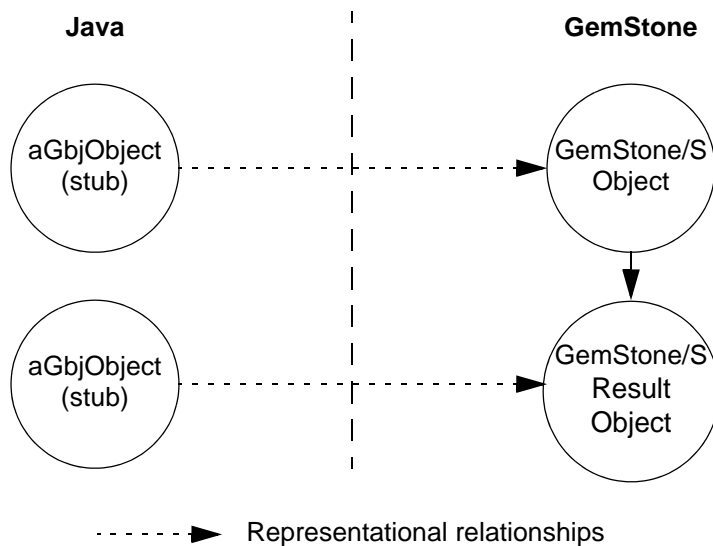 Java
GemStone
aGbjObject
(stub)
GemStone/S
Object
aGbjObject
(stub)
GemStone/S
Result
Object
Representational relationships